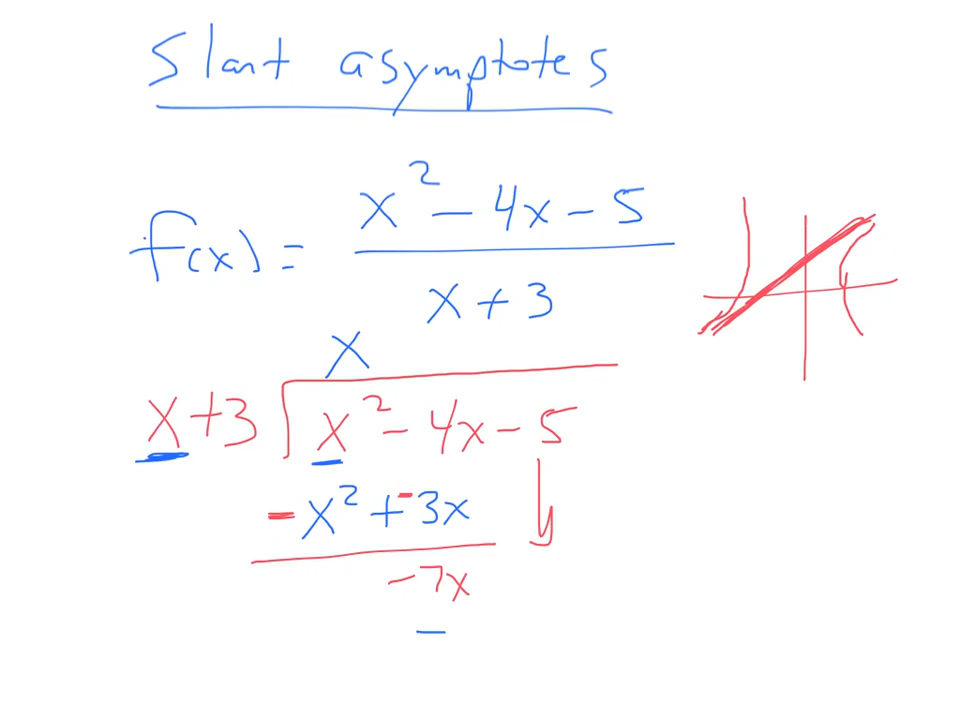 Slant asymptotes
f(x) = x² - 4x - 5
x + 3
x
x+3 x² - 4x - 5
- x² + - 3x
-7x